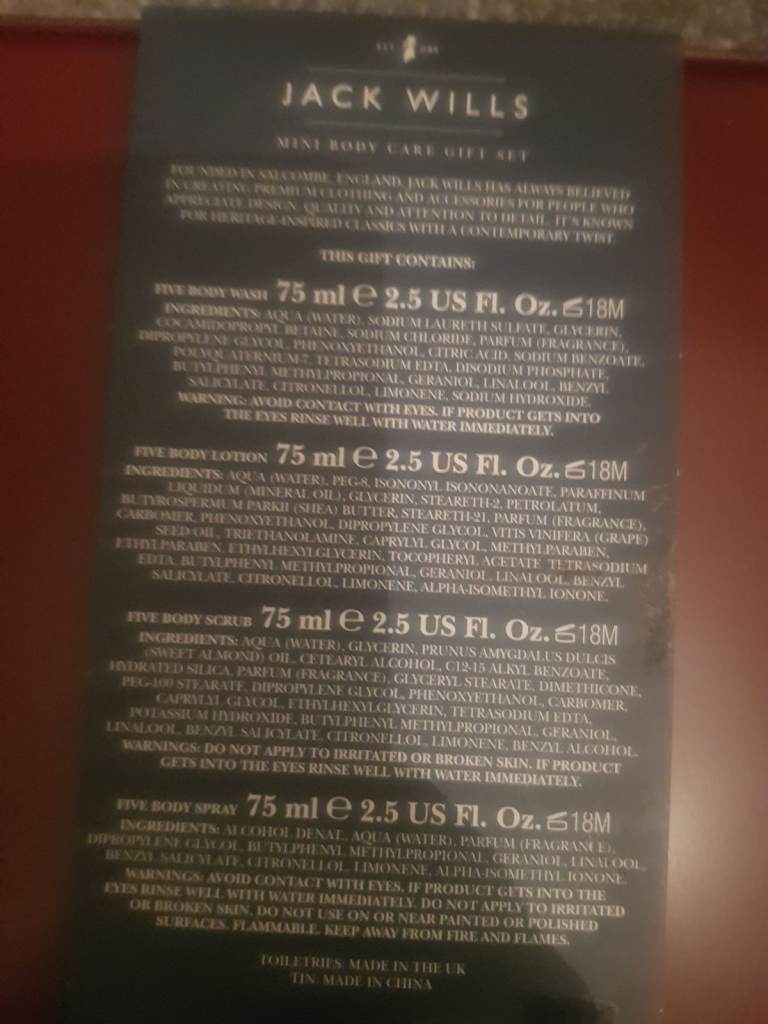 JACK WILLS
MINI BODY CARE GIFT SET
FOUNDED IN SALCOMBE, ENGLAND, JACK WILLS HAS ALWAYS BELIEVED
IN CREATING PREMIUM CLOTHING AND ACCESSORIES FOR PEOPLE WHO
APPRECIATE DESIGN, QUALITY AND ATTENTION TO DETAIL. IT'S KNOWN
FOR HERITAGE-INSPIRED CLASSICS WITH A CONTEMPORARY TWIST.
THIS GIFT CONTAINS:
FIVE BODY WASH 75 ml ℮ 2.5 US Fl. Oz. 18M
INGREDIENTS: AQUA (WATER), SODIUM LAURETH SULFATE, GLYCERIN,
COCAMIDOPROPYL BETAINE, SODIUM CHLORIDE, PARFUM (FRAGRANCE),
DIPROPYLENE GLYCOL, PHENOXYETHANOL, CITRIC ACID, SODIUM BENZOATE,
POLYQUATERNIUM-7, TETRASODIUM EDTA, DISODIUM PHOSPHATE,
BUTYLPHENYL METHYLPROPIONAL, GERANIOL, LINALOOL, BENZYL
SALICYLATE, CITRONELLOL, LIMONENE, SODIUM HYDROXIDE.
WARNING: AVOID CONTACT WITH EYES. IF PRODUCT GETS INTO
THE EYES RINSE WELL WITH WATER IMMEDIATELY.
FIVE BODY LOTION 75 ml ℮ 2.5 US Fl. Oz. 18M
INGREDIENTS: AQUA (WATER), PEG-8, ISONONYL ISONONANOATE, PARAFFINUM
LIQUIDUM (MINERAL OIL), GLYCERIN, STEARETH-2, PETROLATUM,
BUTYROSPERMUM PARKII (SHEA) BUTTER, STEARETH-21, PARFUM (FRAGRANCE),
CARBOMER, PHENOXYETHANOL, DIPROPYLENE GLYCOL, VITIS VINIFERA (GRAPE)
SEED OIL, TRIETHANOLAMINE, CAPRYLYL GLYCOL, METHYLPARABEN,
ETHYLPARABEN, ETHYLHEXYLGLYCERIN, TOCOPHERYL ACETATE, TETRASODIUM
EDTA, BUTYLPHENYL METHYLPROPIONAL, GERANIOL, LINALOOL, BENZYL
SALICYLATE, CITRONELLOL, LIMONENE, ALPHA-ISOMETHYL IONONE.
FIVE BODY SCRUB 75 ml ℮ 2.5 US Fl. Oz. 18M
INGREDIENTS: AQUA (WATER), GLYCERIN, PRUNUS AMYGDALUS DULCIS
(SWEET ALMOND) OIL, CETEARYL ALCOHOL, C12-15 ALKYL BENZOATE,
HYDRATED SILICA, PARFUM (FRAGRANCE), GLYCERYL STEARATE, DIMETHICONE,
PEG-100 STEARATE, DIPROPYLENE GLYCOL, PHENOXYETHANOL, CARBOMER,
CAPRYLYL GLYCOL, ETHYLHEXYLGLYCERIN, TETRASODIUM EDTA,
POTASSIUM HYDROXIDE, BUTYLPHENYL METHYLPROPIONAL, GERANIOL,
LINALOOL, BENZYL SALICYLATE, CITRONELLOL, LIMONENE, BENZYL ALCOHOL.
WARNINGS: DO NOT APPLY TO IRRITATED OR BROKEN SKIN. IF PRODUCT
GETS INTO THE EYES RINSE WELL WITH WATER IMMEDIATELY.
FIVE BODY SPRAY 75 ml ℮ 2.5 US Fl. Oz. 18M
INGREDIENTS: ALCOHOL DENAT., AQUA (WATER), PARFUM (FRAGRANCE),
DIPROPYLENE GLYCOL, BUTYLPHENYL METHYLPROPIONAL, GERANIOL, LINALOOL,
BENZYL SALICYLATE, CITRONELLOL, LIMONENE, ALPHA-ISOMETHYL IONONE.
WARNINGS: AVOID CONTACT WITH EYES. IF PRODUCT GETS INTO THE
EYES RINSE WELL WITH WATER IMMEDIATELY. DO NOT APPLY TO IRRITATED
OR BROKEN SKIN. DO NOT USE ON OR NEAR PAINTED OR POLISHED
SURFACES. FLAMMABLE. KEEP AWAY FROM FIRE AND FLAMES.
TOILETRIES: MADE IN THE UK
TIN: MADE IN CHINA